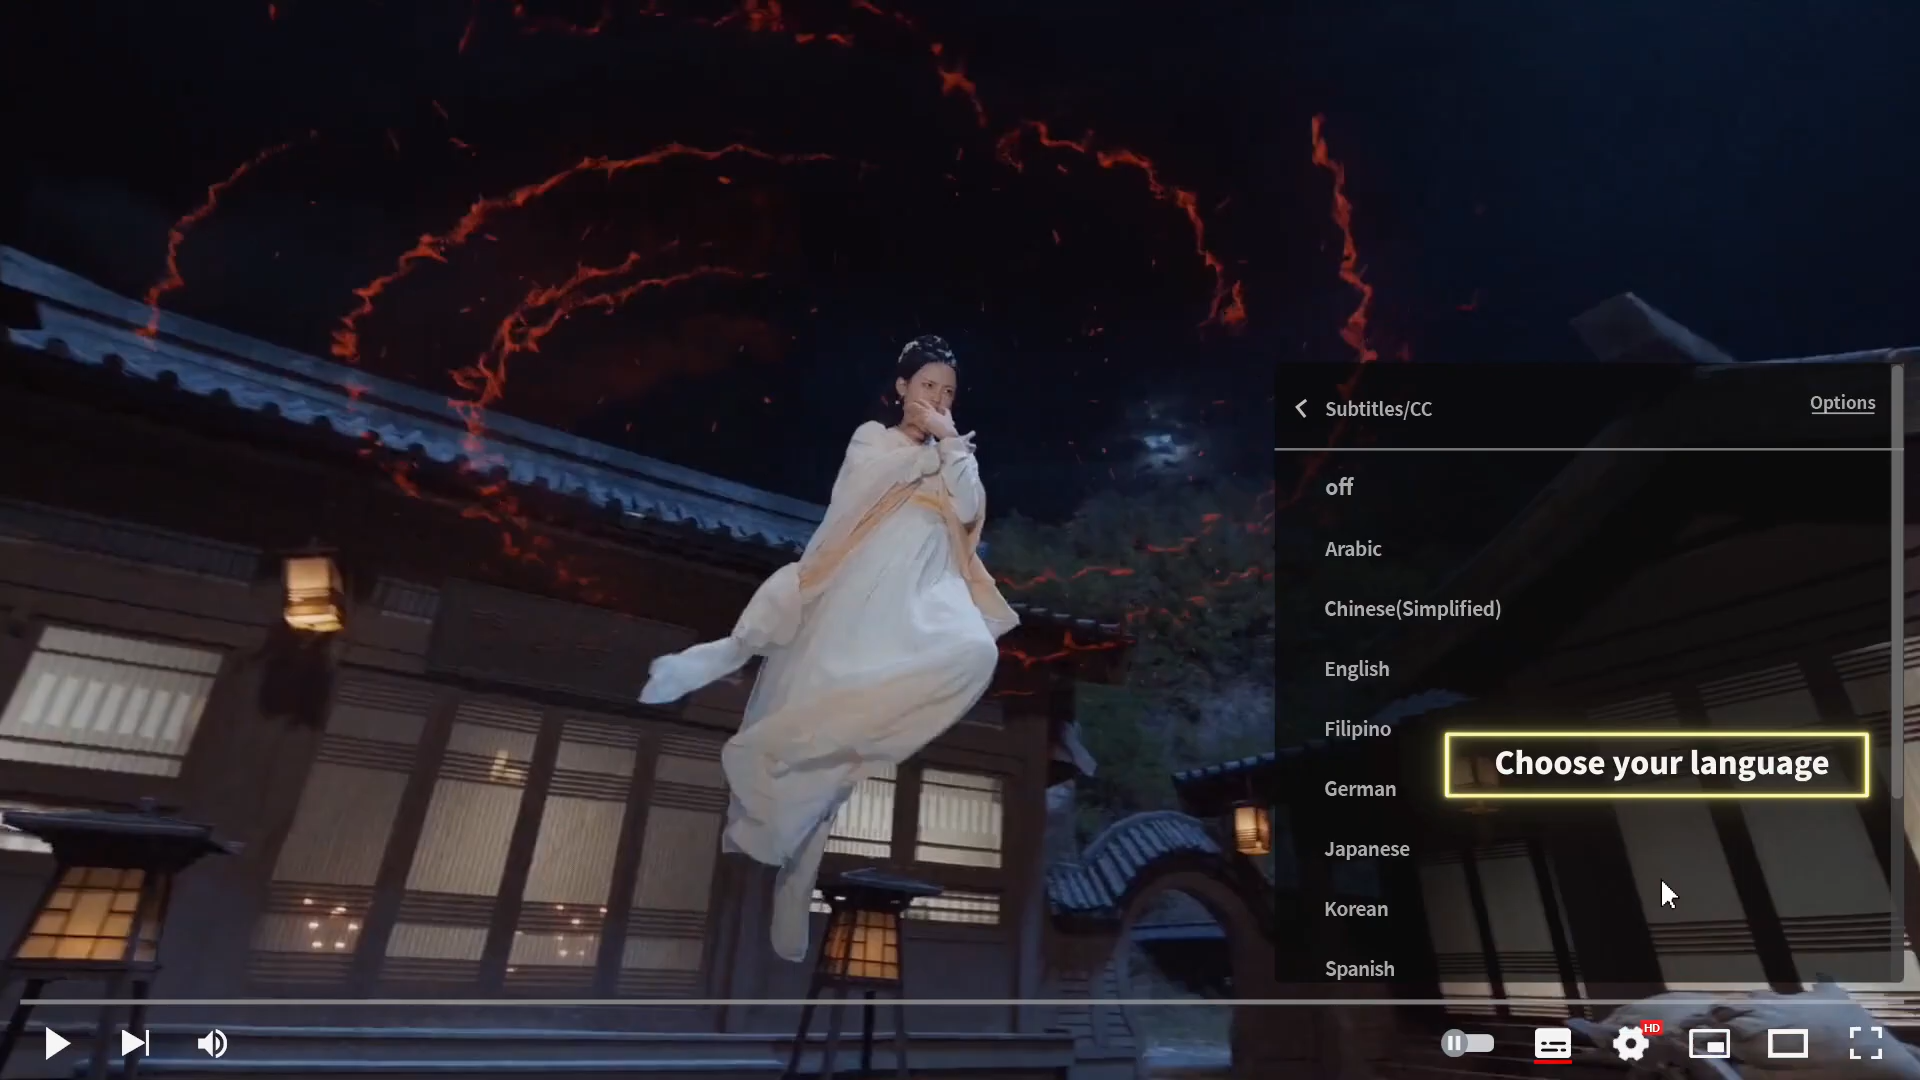 Subtitles/CC
Options
off
Arabic
Chinese(Simplified)
English
Filipino
Choose your language
German
Japanese
Korean
Spanish
HD